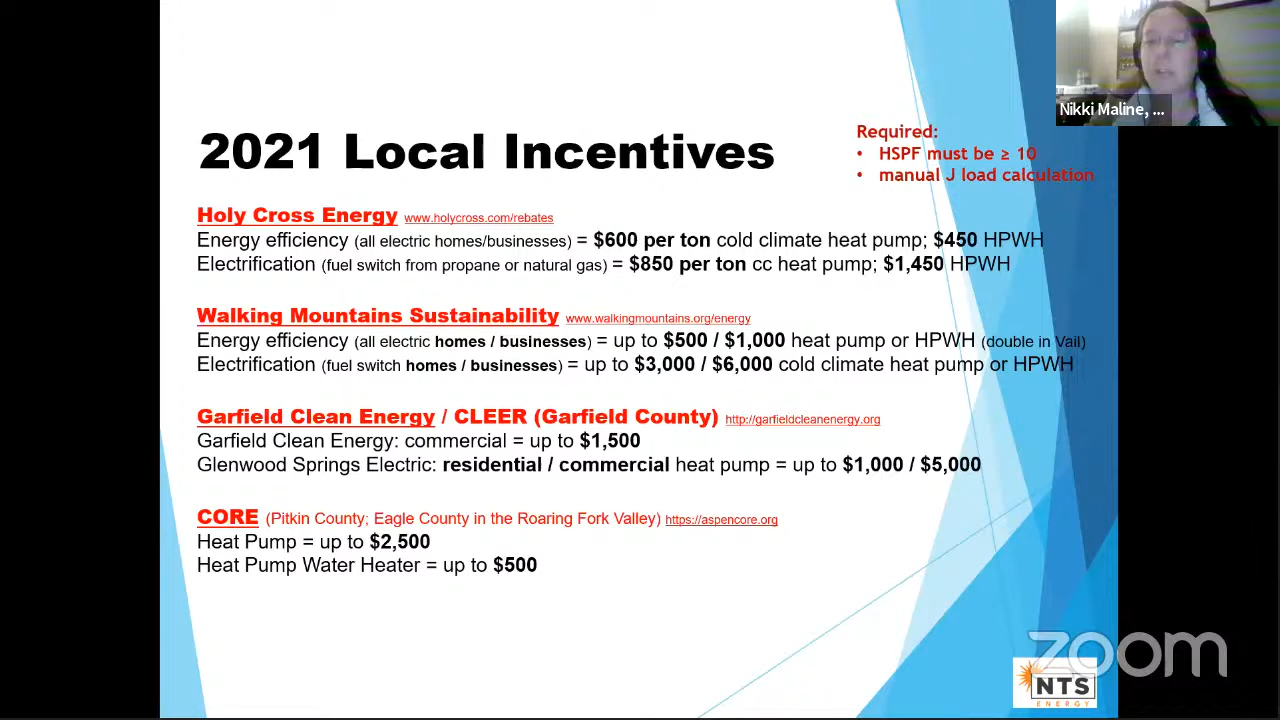 Nikki Maline, ...
2021 Local Incentives
Required:
• HSPF must be ≥ 10
• manual J load calculation
Holy Cross Energy www.holycross.com/rebates
Energy efficiency (all electric homes/businesses) = $600 per ton cold climate heat pump; $450 HPWH
Electrification (fuel switch from propane or natural gas) = $850 per ton cc heat pump; $1,450 HPWH
Walking Mountains Sustainability www.walkingmountains.org/energy
Energy efficiency (all electric homes / businesses) = up to $500 / $1,000 heat pump or HPWH (double in Vail)
Electrification (fuel switch homes / businesses) = up to $3,000 / $6,000 cold climate heat pump or HPWH
Garfield Clean Energy / CLEER (Garfield County) http://garfieldcleanenergy.org
Garfield Clean Energy: commercial = up to $1,500
Glenwood Springs Electric: residential / commercial heat pump = up to $1,000 / $5,000
CORE (Pitkin County; Eagle County in the Roaring Fork Valley) https://aspencore.org
Heat Pump = up to $2,500
Heat Pump Water Heater = up to $500
zoom
NTS
ENERGY